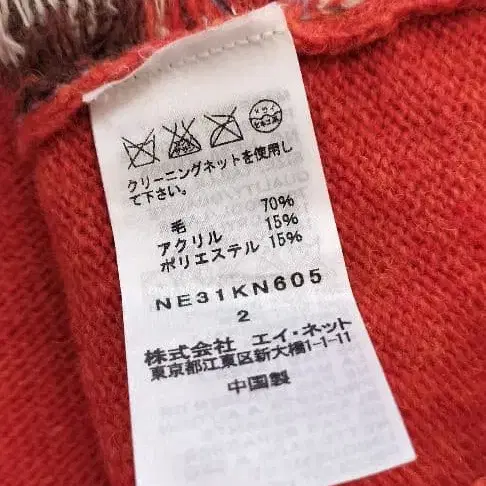 クリーニングネットを使用し
て下さい。
毛 70%
アクリル 15%
ポリエステル 15%
NE31KN605
2
株式会社 エイ・ネット
東京都江東区新大橋1-1-11
中国製